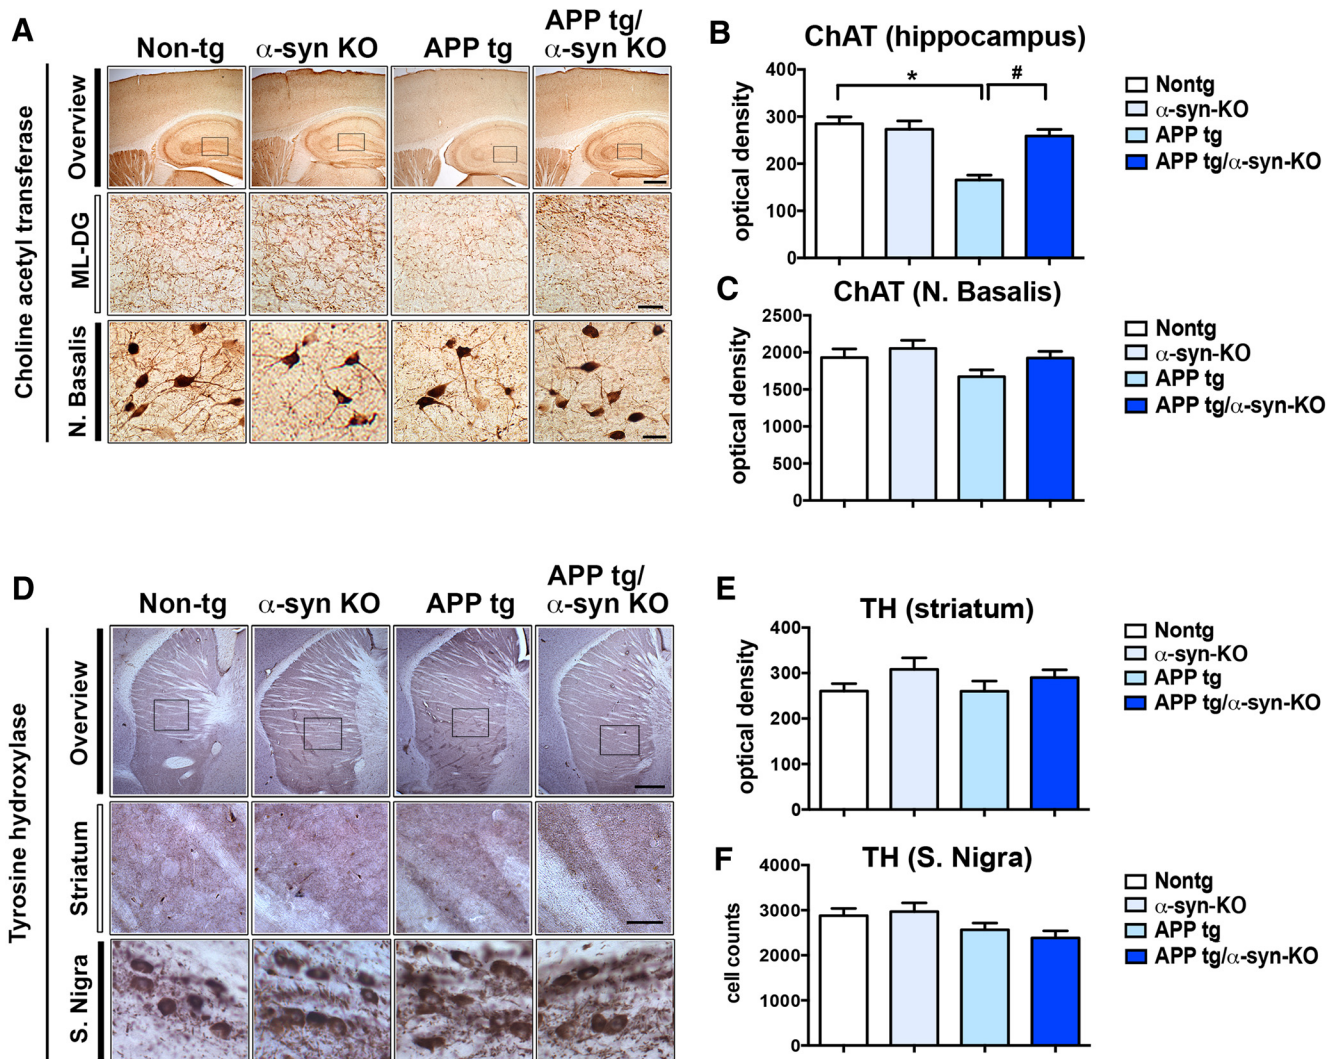 A
Non-tg
α-syn KO
APP tg
APP tg/
α-syn KO
Choline acetyl transferase
Overview
ML-DG
N. Basalis
B
ChAT (hippocampus)
optical density
400
300
200
100
0
*
#
Nontg
α-syn-KO
APP tg
APP tg/α-syn-KO
C
ChAT (N. Basalis)
optical density
2500
2000
1500
1000
500
0
Nontg
α-syn-KO
APP tg
APP tg/α-syn-KO
D
Non-tg
α-syn KO
APP tg
APP tg/
α-syn KO
Tyrosine hydroxylase
Overview
Striatum
S. Nigra
E
TH (striatum)
optical density
400
300
200
100
0
Nontg
α-syn-KO
APP tg
APP tg/α-syn-KO
F
TH (S. Nigra)
cell counts
4000
3000
2000
1000
0
Nontg
α-syn-KO
APP tg
APP tg/α-syn-KO